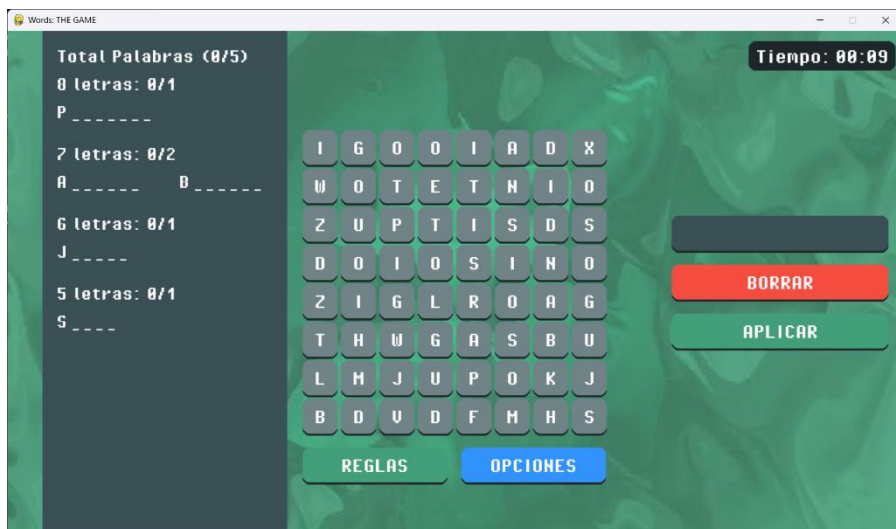 Words: THE GAME
Total Palabras (0/5)
8 letras: 0/1
P _ _ _ _ _ _ _
7 letras: 0/2
A _ _ _ _ _ _ B _ _ _ _ _ _
6 letras: 0/1
J _ _ _ _ _
5 letras: 0/1
S _ _ _ _
Tiempo: 00:09
I G O O I A D X
W O T E T N I O
Z U P T I S D S
D O I O S I N O
Z I G L R O A G
T H W G A S B U
L M J U P O K J
B D V D F M H S
BORRAR
APLICAR
REGLAS OPCIONES